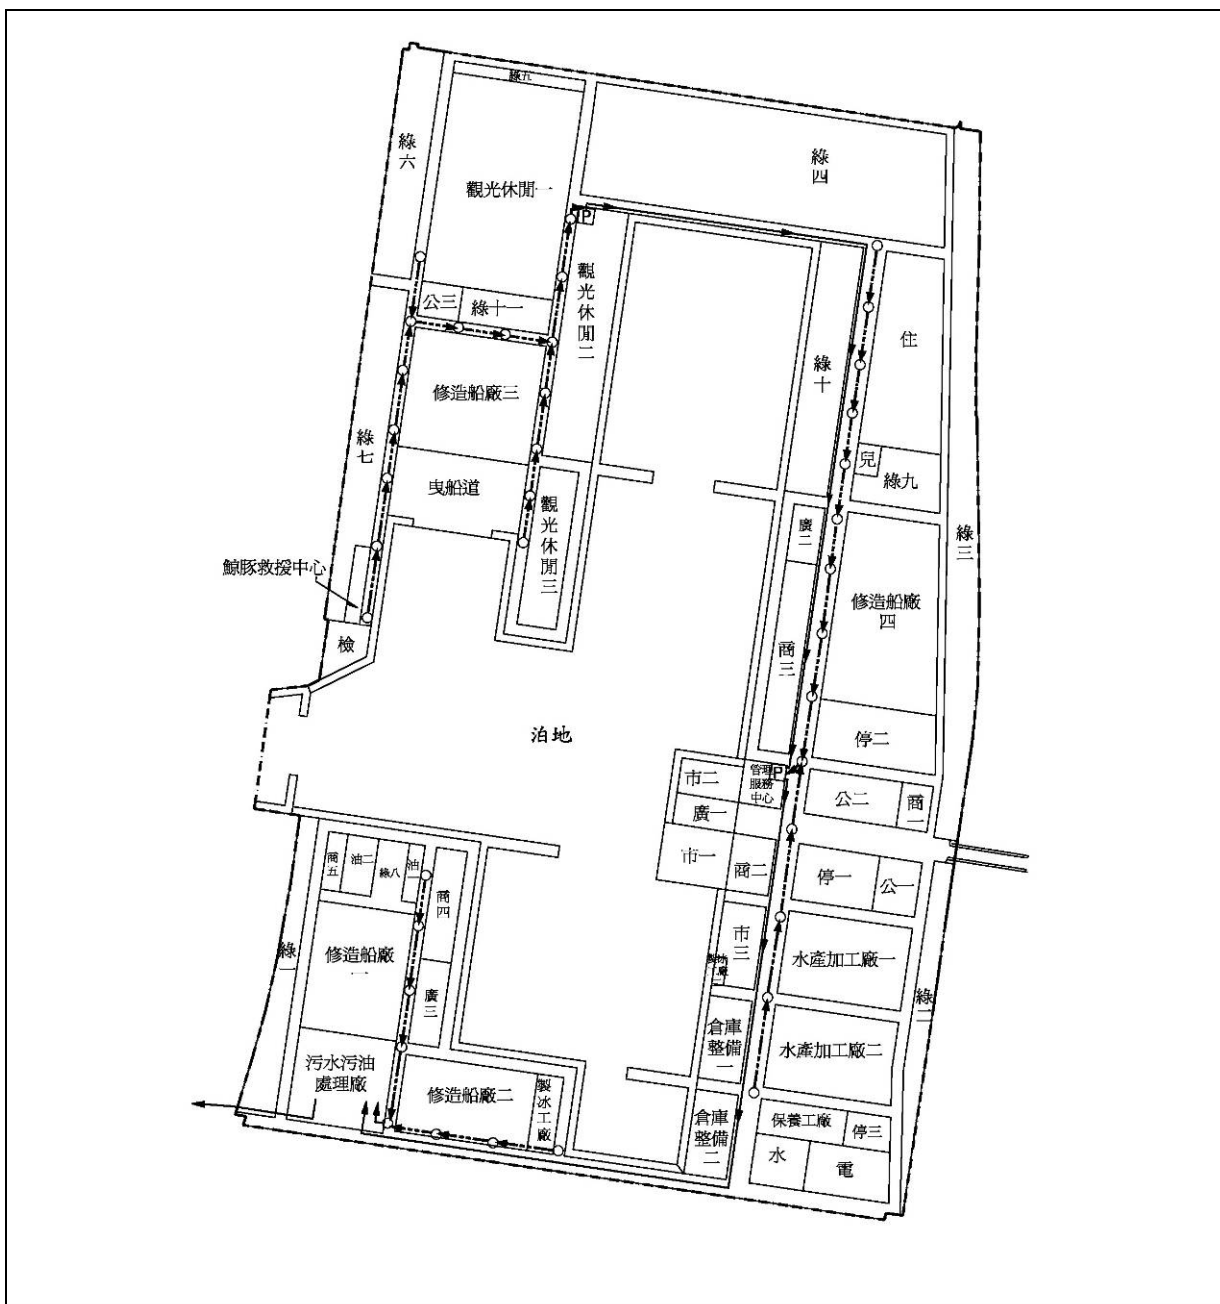 綠五
綠六
綠四
觀光休閒一
P
公三
綠十一
觀光休閒二
住
綠十
修造船廠三
綠七
兒
綠九
曳船道
觀光休閒三
廣二
綠三
鯨豚救援中心
修造船廠
四
檢
商三
泊地
停二
市二
管理
服務
中心
P
公二
商一
廣一
市一
商二
停一
公一
商五
油二
綠八
油一
商四
綠一
修造船廠
一
市三
水產加工廠一
綠二
廣三
倉庫
整備
一
水產加工廠二
污水污油
處理廠
修造船廠二
製冰工廠
倉庫
整備
二
保養工廠
停三
水
電